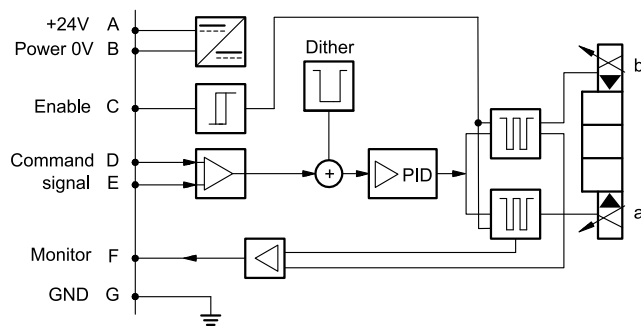 +24V A
Power 0V B
Dither
b
Enable C
Command D
signal E
+
PID
a
Monitor F
GND G